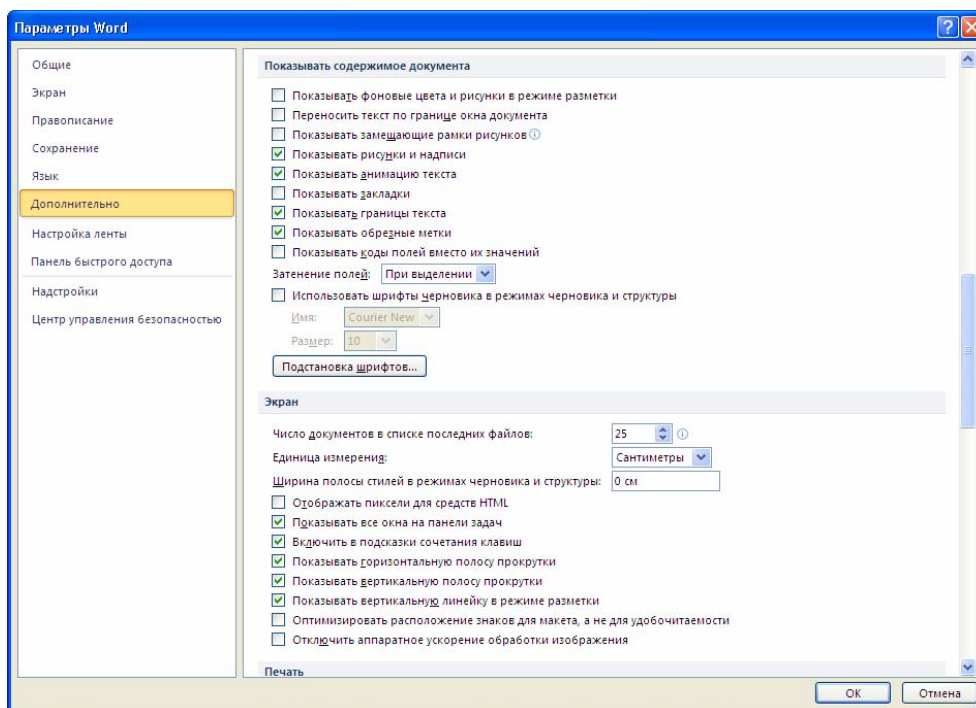 Параметры Word
Общие
Экран
Правописание
Сохранение
Язык
Дополнительно
Настройка ленты
Панель быстрого доступа
Надстройки
Центр управления безопасностью
Показывать содержимое документа
Показывать фоновые цвета и рисунки в режиме разметки
Переносить текст по границе окна документа
Показывать замещающие рамки рисунков
Показывать рисунки и надписи
Показывать анимацию текста
Показывать закладки
Показывать границы текста
Показывать обрезные метки
Показывать коды полей вместо их значений
Затенение полей: При выделении
Использовать шрифты черновика в режимах черновика и структуры
Имя: Courier New
Размер: 10
Подстановка шрифтов...
Экран
Число документов в списке последних файлов: 25
Единица измерения: Сантиметры
Ширина полосы стилей в режимах черновика и структуры: 0 см
Отображать пиксели для средств HTML
Показывать все окна на панели задач
Включить в подсказки сочетания клавиш
Показывать горизонтальную полосу прокрутки
Показывать вертикальную полосу прокрутки
Показывать вертикальную линейку в режиме разметки
Оптимизировать расположение знаков для макета, а не для удобочитаемости
Отключить аппаратное ускорение обработки изображения
Печать
ОК
Отмена